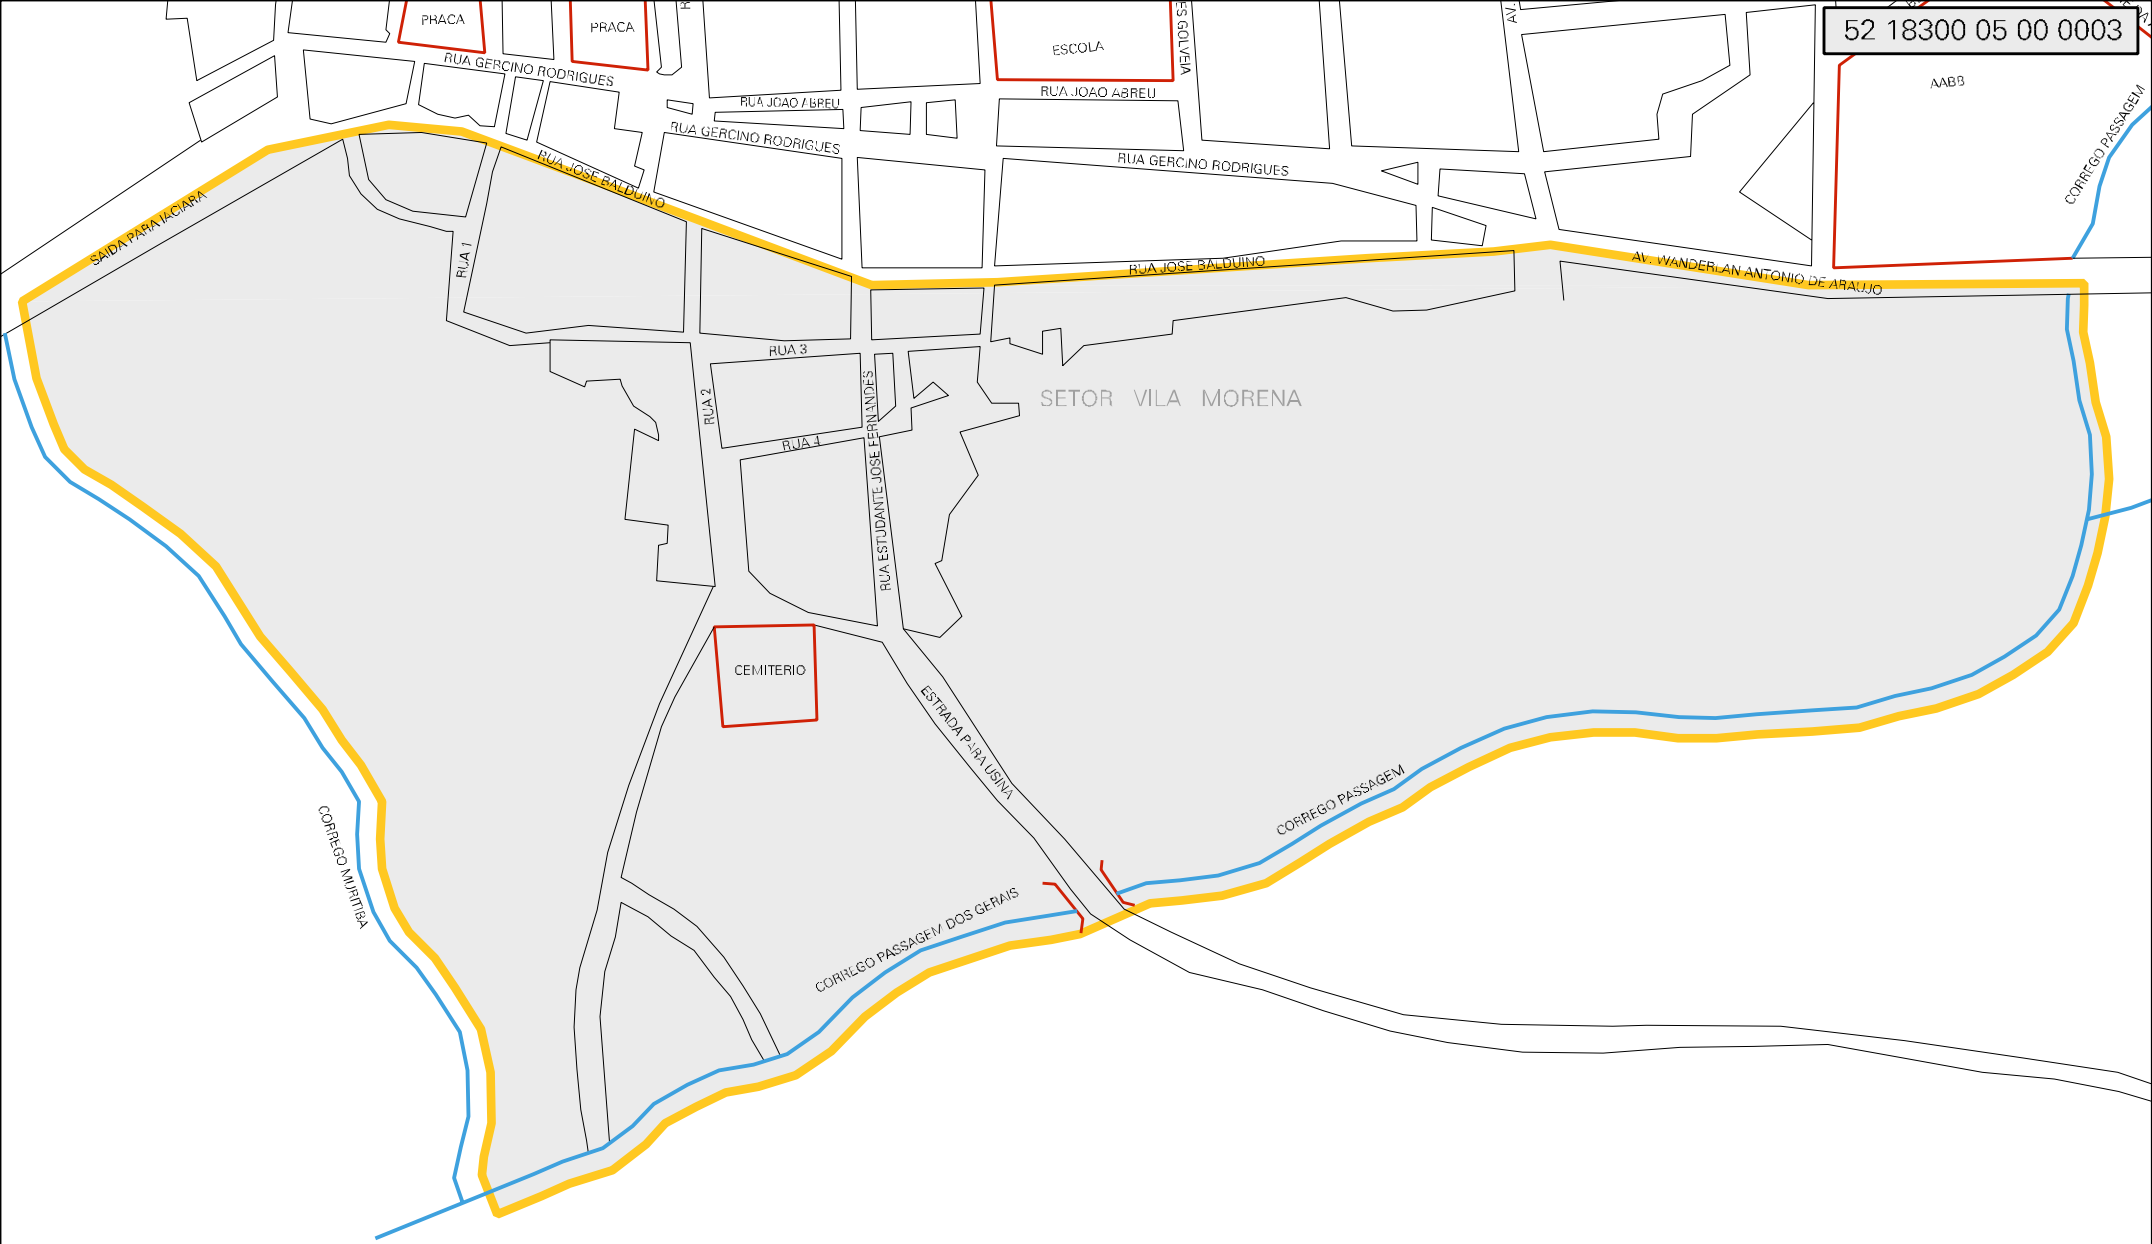 PRACA
PRACA
ESCOLA
ES GOLVEIA
AV.
52 18300 05 00 0003
AABB
RUA GERCINO RODRIGUES
RUA JOAO ABREU
RUA JOAO ABREU
RUA GERCINO RODRIGUES
RUA GERCINO RODRIGUES
CORREGO PASSAGEM
RUA JOSE BALDUINO
SAIDA PARA IACIARA
RUA 1
RUA JOSE BALDUINO
AV. WANDERLAN ANTONIO DE ARAUJO
RUA 3
RUA 2
RUA 4
RUA ESTUDANTE JOSE FERNANDES
SETOR VILA MORENA
CEMITERIO
ESTRADA PARA USINA
CORREGO PASSAGEM
CORREGO MURITIBA
CORREGO PASSAGEM DOS GERAIS